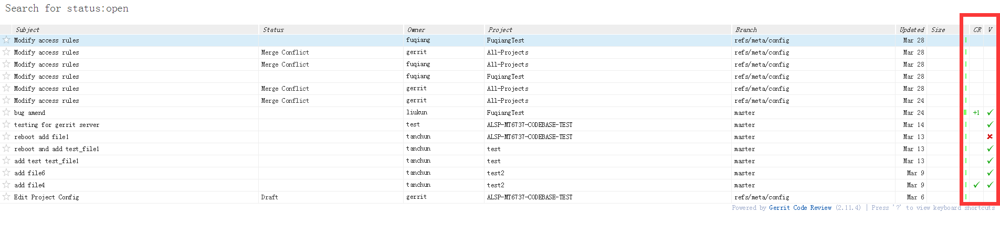 Search for status:open
Subject Status Owner Project Branch Updated Size CR V
Modify access rules fuqiang FuqiangTest refs/meta/config Mar 28
Modify access rules Merge Conflict gerrit All-Projects refs/meta/config Mar 28
Modify access rules Merge Conflict fuqiang All-Projects refs/meta/config Mar 28
Modify access rules fuqiang FuqiangTest refs/meta/config Mar 28
Modify access rules Merge Conflict gerrit All-Projects refs/meta/config Mar 28
Modify access rules Merge Conflict gerrit All-Projects refs/meta/config Mar 24
bug amend liukun FuqiangTest master Mar 24 +1 ✓
testing for gerrit server test ALSP-MT6737-CODEBASE-TEST master Mar 14 ✓
reboot add file1 tanchun ALSP-MT6737-CODEBASE-TEST master Mar 13 ✘
reboot and add test_file1 tanchun test master Mar 13 ✓
add test test_file1 tanchun test master Mar 13 ✓
add file6 tanchun test2 master Mar 9 ✓
add file4 tanchun test2 master Mar 9 ✓ ✓
Edit Project Config Draft gerrit ALSP-MT6737-CODEBASE-TEST refs/meta/config Mar 6
Powered by Gerrit Code Review (2.11.4) | Press '?' to view keyboard shortcuts